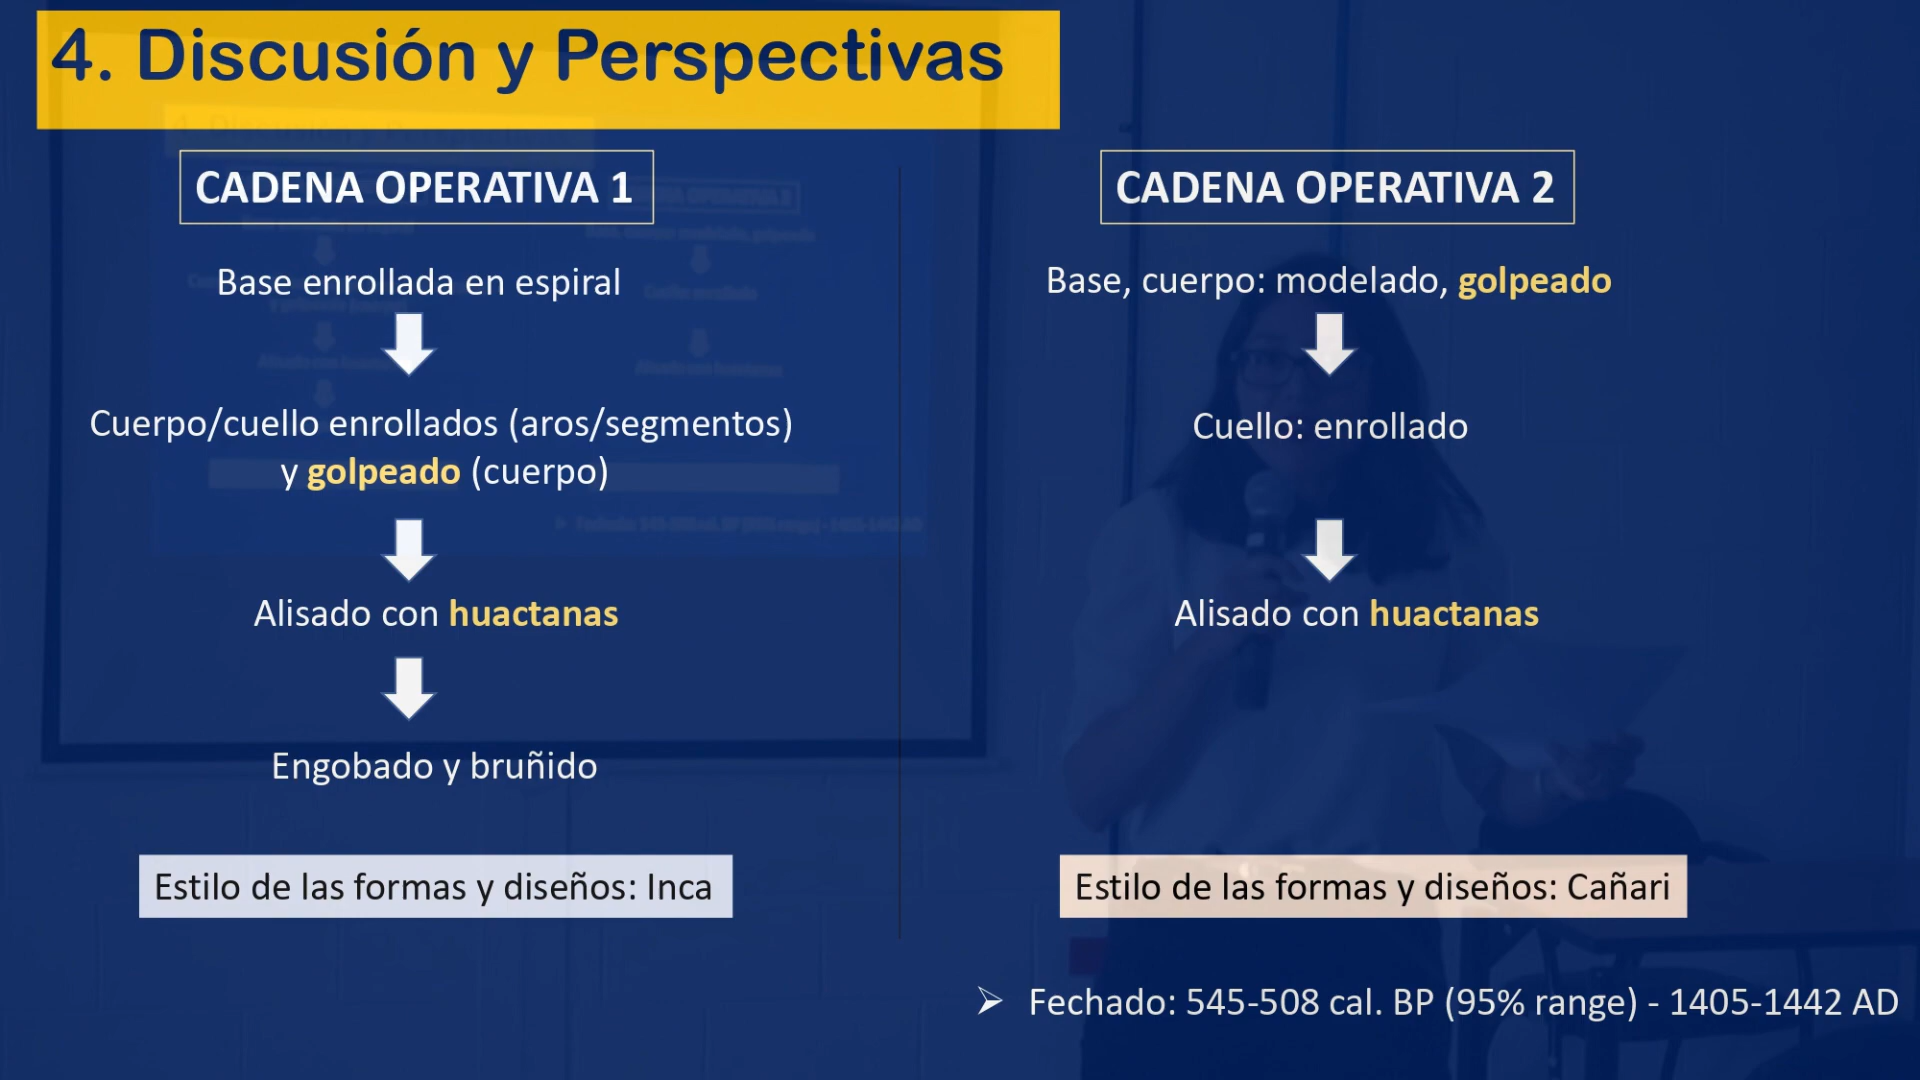 4. Discusión y Perspectivas
CADENA OPERATIVA 1
Base enrollada en espiral
Cuerpo/cuello enrollados (aros/segmentos)
y golpeado (cuerpo)
Alisado con huactanas
Engobado y bruñido
Estilo de las formas y diseños: Inca
CADENA OPERATIVA 2
Base, cuerpo: modelado, golpeado
Cuello: enrollado
Alisado con huactanas
Estilo de las formas y diseños: Cañari
Fechado: 545-508 cal. BP (95% range) - 1405-1442 AD